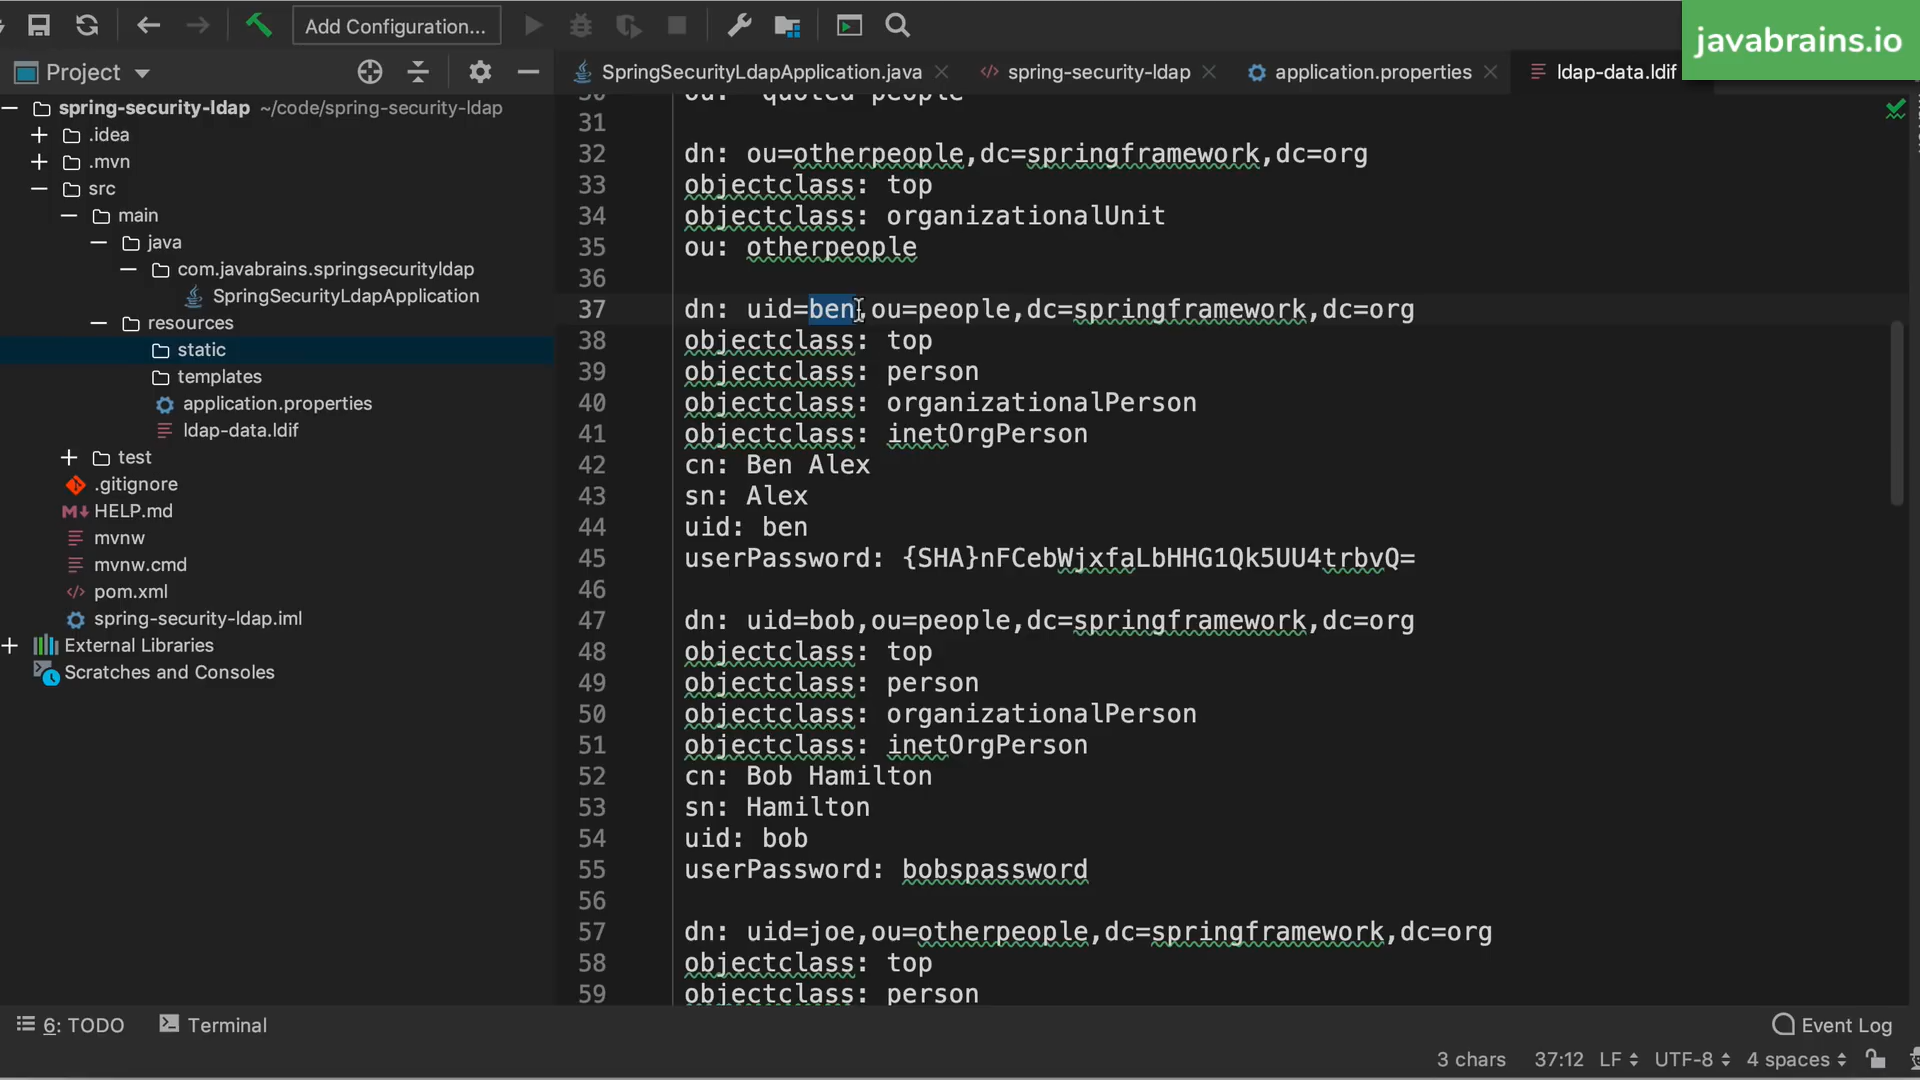 Add Configuration...
javabrains.io
Project
SpringSecurityLdapApplication.java
spring-security-ldap
application.properties
ldap-data.ldif
spring-security-ldap ~/code/spring-security-ldap
.idea
.mvn
src
main
java
com.javabrains.springsecurityldap
SpringSecurityLdapApplication
resources
static
templates
application.properties
ldap-data.ldif
test
.gitignore
HELP.md
mvnw
mvnw.cmd
pom.xml
spring-security-ldap.iml
External Libraries
Scratches and Consoles
30 ou: "quoted people"
31
32 dn: ou=otherpeople,dc=springframework,dc=org
33 objectclass: top
34 objectclass: organizationalUnit
35 ou: otherpeople
36
37 dn: uid=ben,ou=people,dc=springframework,dc=org
38 objectclass: top
39 objectclass: person
40 objectclass: organizationalPerson
41 objectclass: inetOrgPerson
42 cn: Ben Alex
43 sn: Alex
44 uid: ben
45 userPassword: {SHA}nFCebWjxfaLbHHG1Qk5UU4trbvQ=
46
47 dn: uid=bob,ou=people,dc=springframework,dc=org
48 objectclass: top
49 objectclass: person
50 objectclass: organizationalPerson
51 objectclass: inetOrgPerson
52 cn: Bob Hamilton
53 sn: Hamilton
54 uid: bob
55 userPassword: bobspassword
56
57 dn: uid=joe,ou=otherpeople,dc=springframework,dc=org
58 objectclass: top
59 objectclass: person
6: TODO
Terminal
Event Log
3 chars 37:12 LF UTF-8 4 spaces